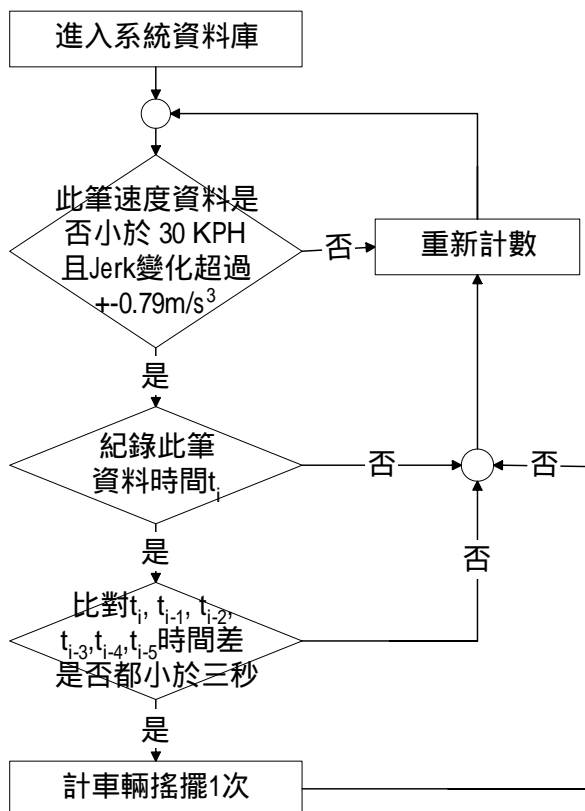 進入系統資料庫
此筆速度資料是
否小於 30 KPH
且Jerk變化超過
+-0.79m/s³
否
重新計數
是
紀錄此筆
資料時間tᵢ
否
否
是
否
比對tᵢ, tᵢ₋₁, tᵢ₋₂,
tᵢ₋₃,tᵢ₋₄,tᵢ₋₅時間差
是否都小於三秒
是
計車輛搖擺1次